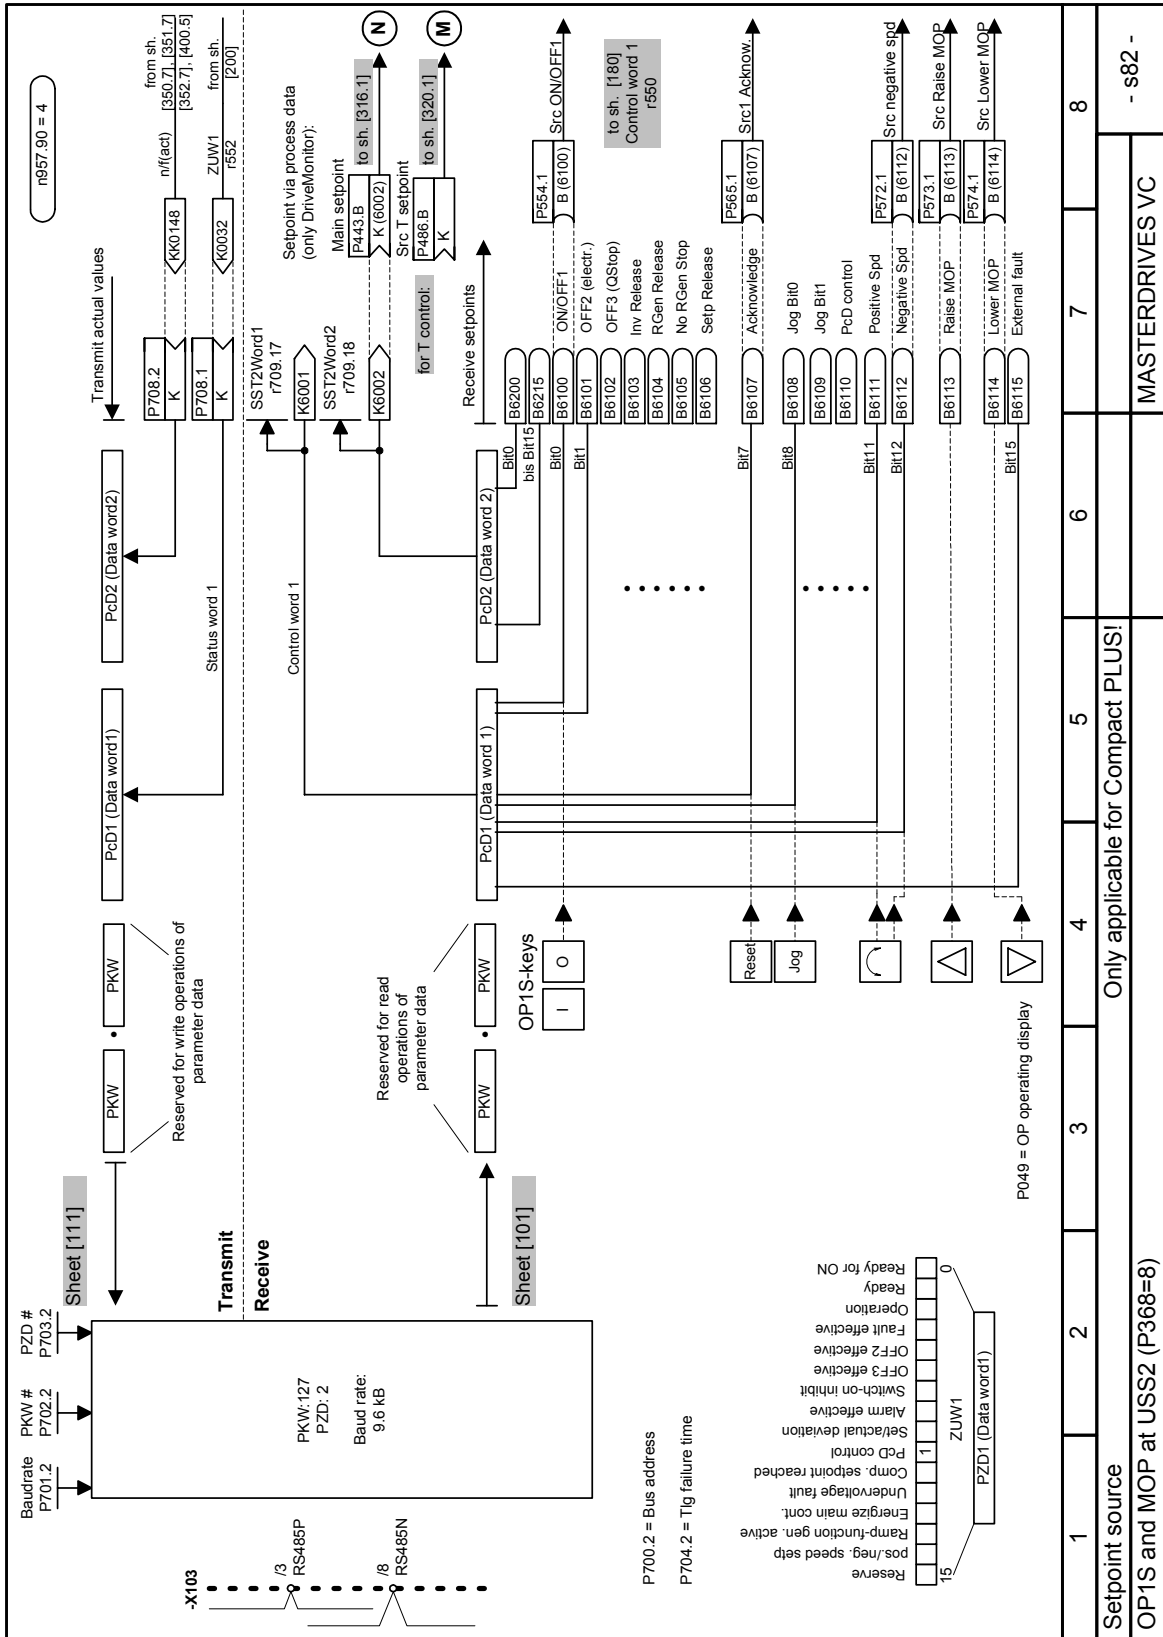 n957.90 = 4
Baudrate
P701.2
PKW #
P702.2
PZD #
P703.2
Sheet [111]
PKW
PKW
PcD1 (Data word1)
PcD2 (Data word2)
Transmit actual values
Reserved for write operations of
parameter data
P708.2
K
KK0148
n/f(act)
from sh.
[350.7], [351.7]
[352.7], [400.5]
P708.1
K
K0032
ZUW1
r552
from sh.
[200]
Status word 1
Transmit
Receive
-X103
/3
RS485P
/8
RS485N
PKW:127
PZD: 2
Baud rate:
9.6 kB
Control word 1
SST2Word1
r709.17
K6001
SST2Word2
r709.18
K6002
Setpoint via process data
(only DriveMonitor):
Main setpoint
P443.B
K (6002)
to sh. [316.1]
N
Src T setpoint
P486.B
K
to sh. [320.1]
M
for T control:
Reserved for read
operations of
parameter data
Sheet [101]
PKW
PKW
PcD1 (Data word 1)
PcD2 (Data word 2)
Receive setpoints
OP1S-keys
I
O
Bit0
B6200
bis Bit15
B6215
Bit0
B6100
ON/OFF1
P554.1
B (6100)
Src ON/OFF1
Bit1
B6101
OFF2 (electr.)
B6102
OFF3 (QStop)
B6103
Inv Release
B6104
RGen Release
B6105
No RGen Stop
B6106
Setp Release
to sh. [180]
Control word 1
r550
Reset
Bit7
B6107
Acknowledge
P565.1
B (6107)
Src1 Acknow.
Jog
Bit8
B6108
Jog Bit0
B6109
Jog Bit1
B6110
PcD control
Bit11
B6111
Positive Spd
Bit12
B6112
Negative Spd
P572.1
B (6112)
Src negative spd
B6113
Raise MOP
P573.1
B (6113)
Src Raise MOP
B6114
Lower MOP
P574.1
B (6114)
Src Lower MOP
Bit15
B6115
External fault
P049 = OP operating display
P700.2 = Bus address
P704.2 = Tlg failure time
Reserve
pos./neg. speed setp
Ramp-function gen. active
Energize main cont.
Undervoltage fault
Comp. setpoint reached
PcD control
Set/actual deviation
Alarm effective
Switch-on inhibit
OFF3 effective
OFF2 effective
Fault effective
Operation
Ready
Ready for ON
1
15
ZUW1
0
PZD1 (Data word1)
1
2
3
4
5
6
7
8
Setpoint source
Only applicable for Compact PLUS!
OP1S and MOP at USS2 (P368=8)
MASTERDRIVES VC
- s82 -